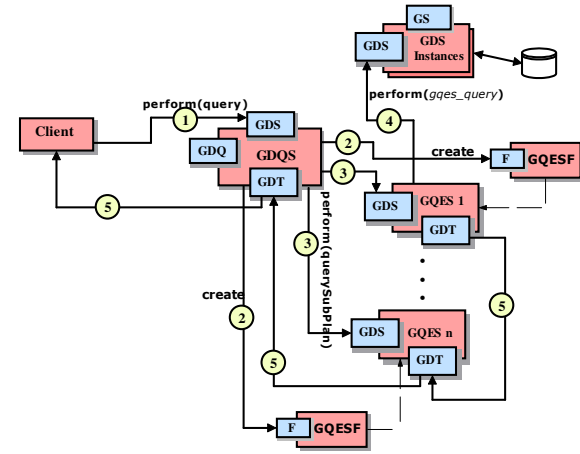 GS
GDS
GDS
Instances
perform(gqes_query)
perform(query)
1
4
Client
GDS
2
create
GDQ
GDQS
F
GQESF
GDT
3
5
GDS
GQES 1
3
perform(querySubPlan)
GDT
create
2
5
GQES n
GDS
5
GDT
F
GQESF